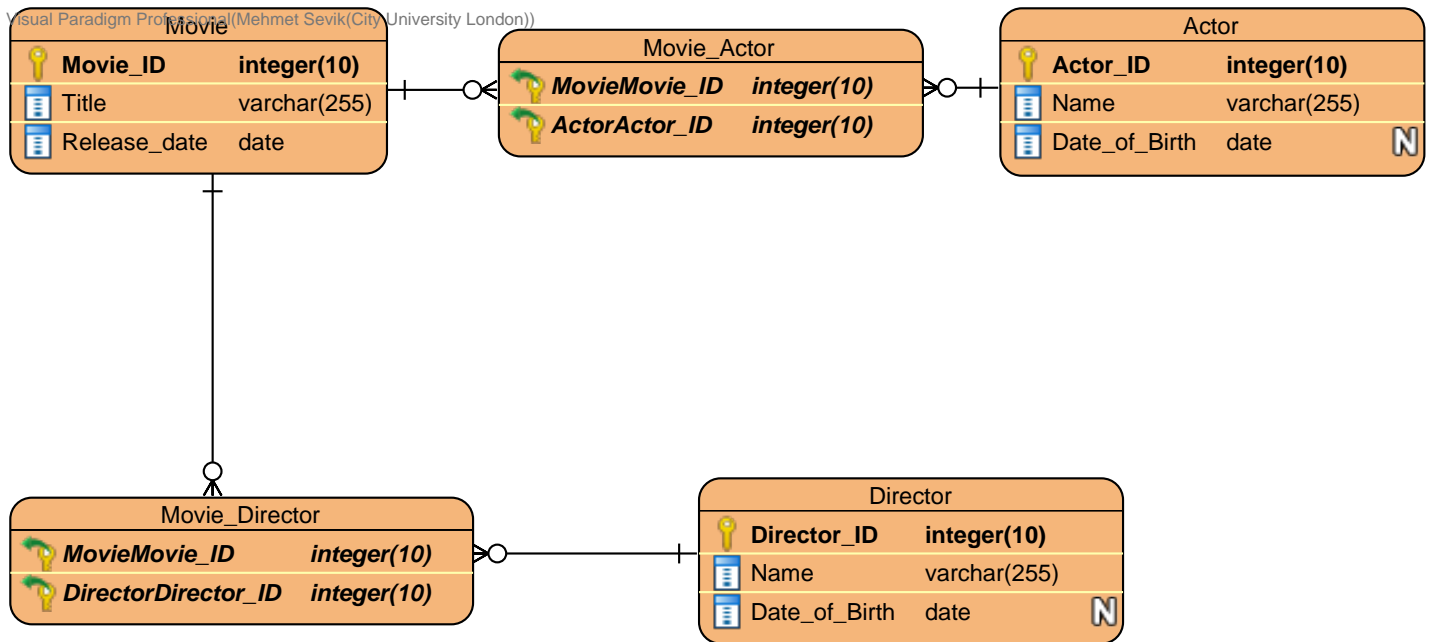 Visual Paradigm Professional(Mehmet Sevik(City University London))
Movie
Movie_ID integer(10)
Title varchar(255)
Release_date date
Movie_Actor
MovieMovie_ID integer(10)
ActorActor_ID integer(10)
Actor
Actor_ID integer(10)
Name varchar(255)
Date_of_Birth date N
Movie_Director
MovieMovie_ID integer(10)
DirectorDirector_ID integer(10)
Director
Director_ID integer(10)
Name varchar(255)
Date_of_Birth date N